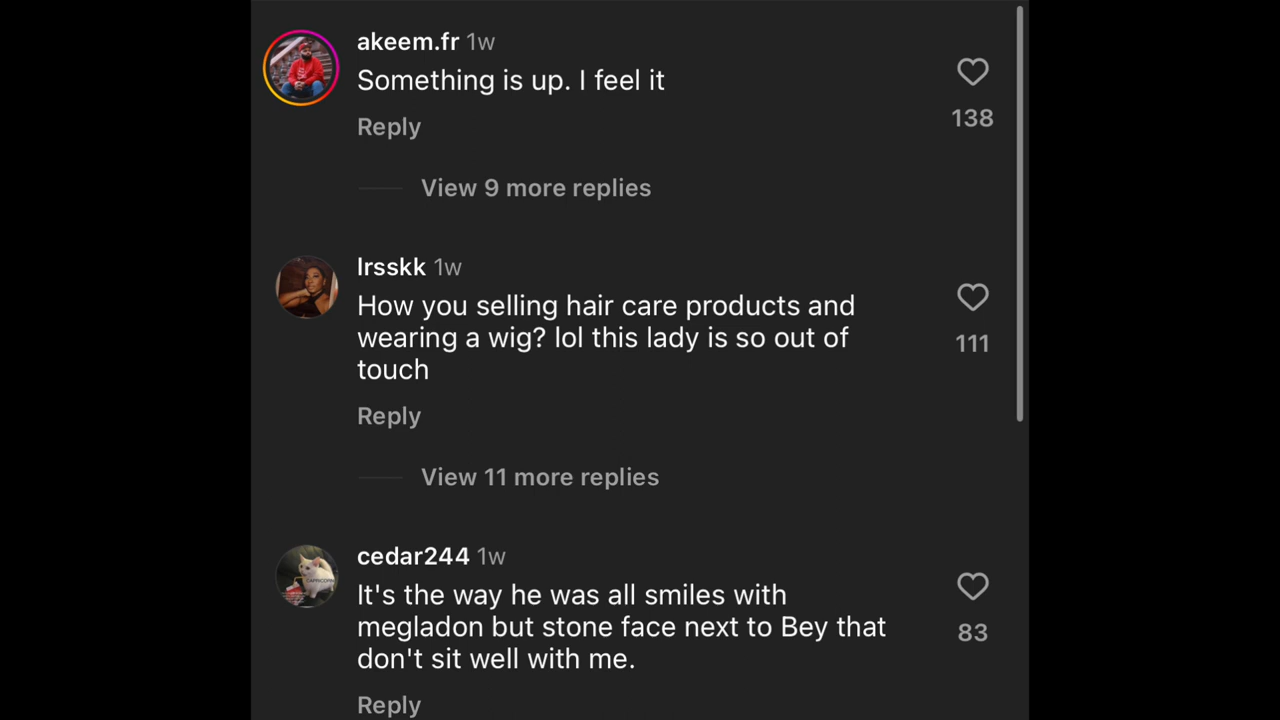 akeem.fr 1w
Something is up. I feel it
138
Reply
View 9 more replies
lrsskk 1w
How you selling hair care products and
wearing a wig? lol this lady is so out of
touch
111
Reply
View 11 more replies
cedar244 1w
It's the way he was all smiles with
megladon but stone face next to Bey that
don't sit well with me.
83
Reply